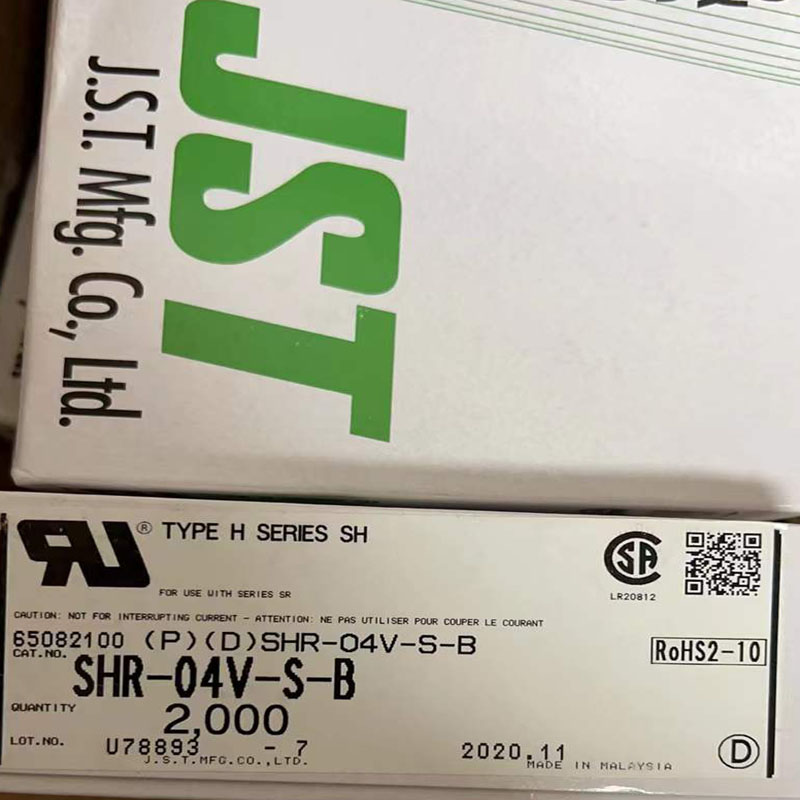 JST
J.S.T. Mfg. Co., Ltd.
RU ® TYPE H SERIES SH
FOR USE WITH SERIES SR
CSA
LR20812
CAUTION: NOT FOR INTERRUPTING CURRENT - ATTENTION: NE PAS UTILISER POUR COUPER LE COURANT
65082100 (P)(D)SHR-04V-S-B
CAT.NO. SHR-04V-S-B
RoHS2-10
QUANTITY 2,000
LOT.NO. U78893 - 7 2020.11
J.S.T.MFG.CO.,LTD. MADE IN MALAYSIA
D